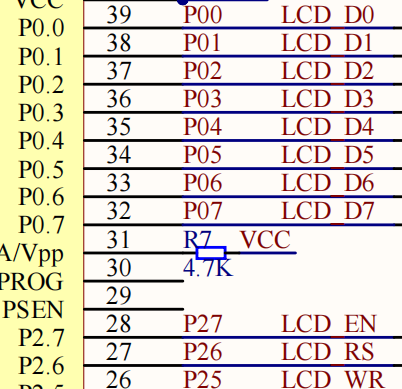 VCC
39 P00 LCD D0
P0.0
38 P01 LCD D1
P0.1
37 P02 LCD D2
P0.2
36 P03 LCD D3
P0.3
35 P04 LCD D4
P0.4
34 P05 LCD D5
P0.5
33 P06 LCD D6
P0.6
32 P07 LCD D7
P0.7
31 R7 VCC
A/Vpp
30 4.7K
PROG
29
PSEN
28 P27 LCD EN
P2.7
27 P26 LCD RS
P2.6
26 P25 LCD WR